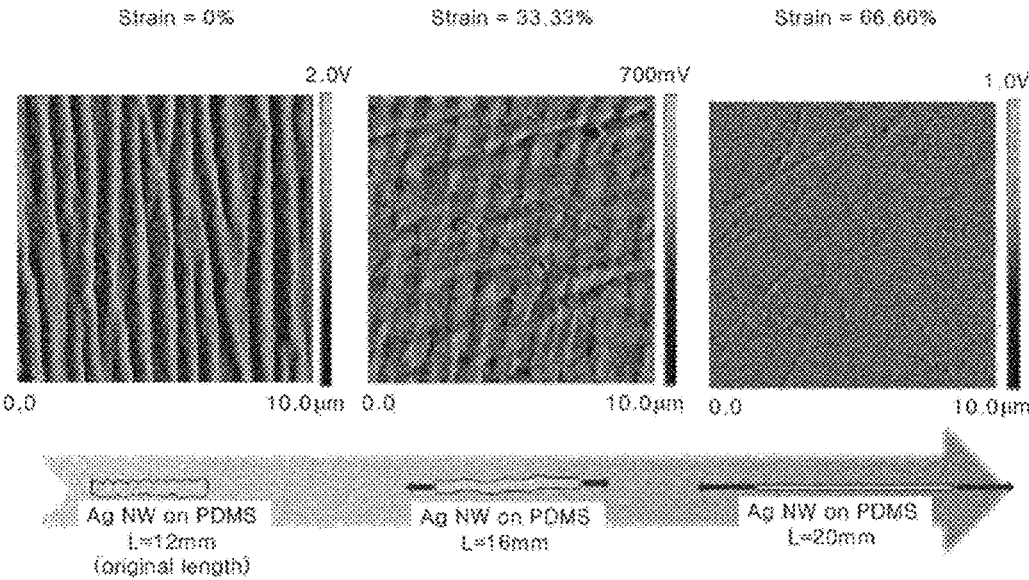 Strain = 0%
Strain = 33.33%
Strain = 66.66%
2.0V
700mV
1.0V
0.0
10.0μm
0.0
10.0μm
0.0
10.0μm
Ag NW on PDMS
L=12mm
(original length)
Ag NW on PDMS
L=16mm
Ag NW on PDMS
L=20mm